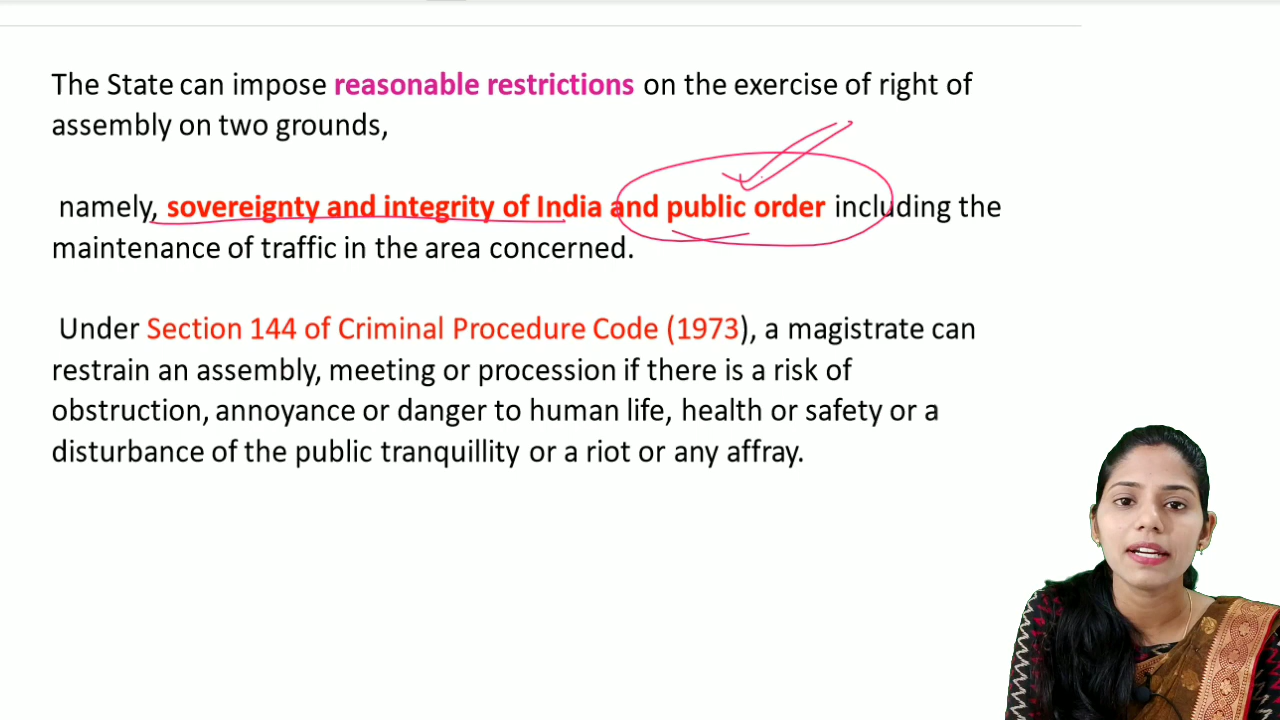 The State can impose reasonable restrictions on the exercise of right of
assembly on two grounds,
namely, sovereignty and integrity of India and public order including the
maintenance of traffic in the area concerned.
Under Section 144 of Criminal Procedure Code (1973), a magistrate can
restrain an assembly, meeting or procession if there is a risk of
obstruction, annoyance or danger to human life, health or safety or a
disturbance of the public tranquillity or a riot or any affray.